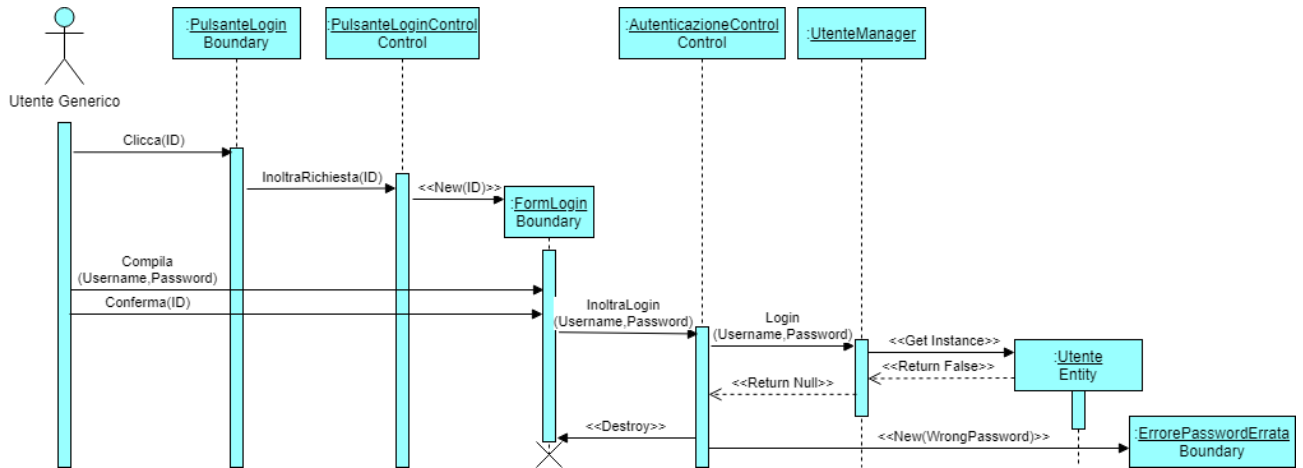 :PulsanteLogin
Boundary
:PulsanteLoginControl
Control
:AutenticazioneControl
Control
:UtenteManager
Utente Generico
Clicca(ID)
InoltraRichiesta(ID)
<<New(ID)>>
:FormLogin
Boundary
Compila
(Username,Password)
Conferma(ID)
InoltraLogin
(Username,Password)
Login
(Username,Password)
<<Get Instance>>
:Utente
Entity
<<Return False>>
<<Return Null>>
<<Destroy>>
<<New(WrongPassword)>>
:ErrorePasswordErrata
Boundary